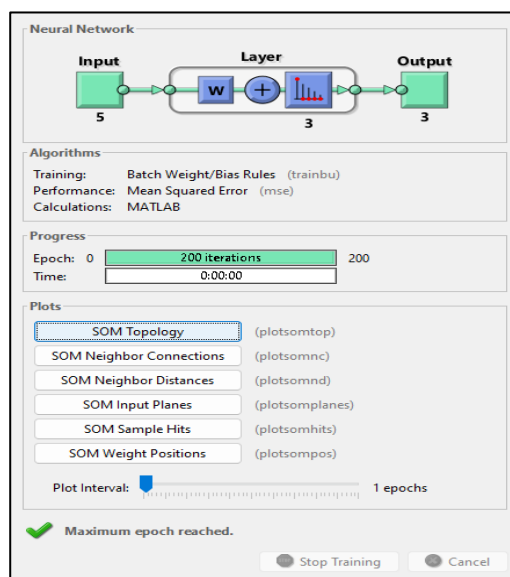 Neural Network
Layer
Input Output
W +
5 3 3
Algorithms
Training: Batch Weight/Bias Rules (trainbu)
Performance: Mean Squared Error (mse)
Calculations: MATLAB
Progress
Epoch: 0 200 iterations 200
Time: 0:00:00
Plots
SOM Topology (plotsomtop)
SOM Neighbor Connections (plotsomnc)
SOM Neighbor Distances (plotsomnd)
SOM Input Planes (plotsomplanes)
SOM Sample Hits (plotsomhits)
SOM Weight Positions (plotsompos)
Plot Interval: 1 epochs
Maximum epoch reached.
Stop Training Cancel